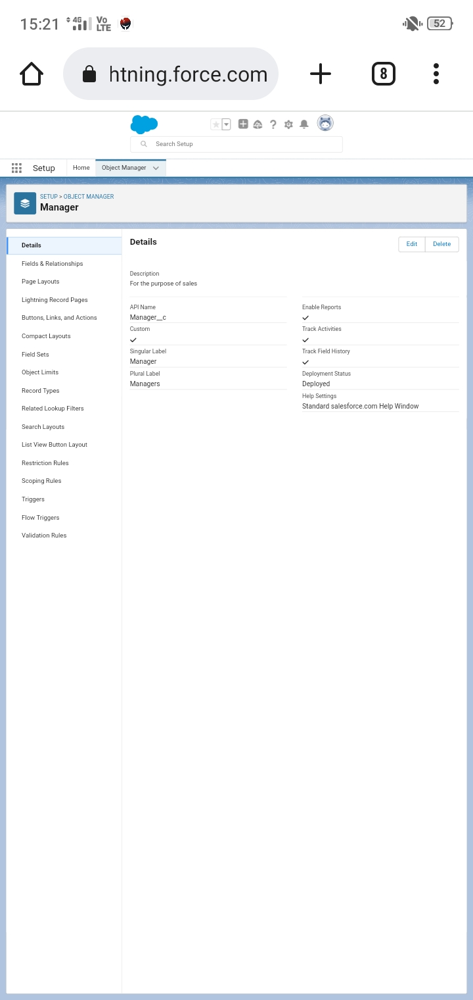 15:21 4G Vo LTE 52
htning.force.com 8
Search Setup
Setup Home Object Manager
SETUP > OBJECT MANAGER
Manager
Details
Fields & Relationships
Page Layouts
Lightning Record Pages
Buttons, Links, and Actions
Compact Layouts
Field Sets
Object Limits
Record Types
Related Lookup Filters
Search Layouts
List View Button Layout
Restriction Rules
Scoping Rules
Triggers
Flow Triggers
Validation Rules
Details
Edit Delete
Description
For the purpose of sales
API Name
Manager__c
Custom
Singular Label
Manager
Plural Label
Managers
Enable Reports
Track Activities
Track Field History
Deployment Status
Deployed
Help Settings
Standard salesforce.com Help Window